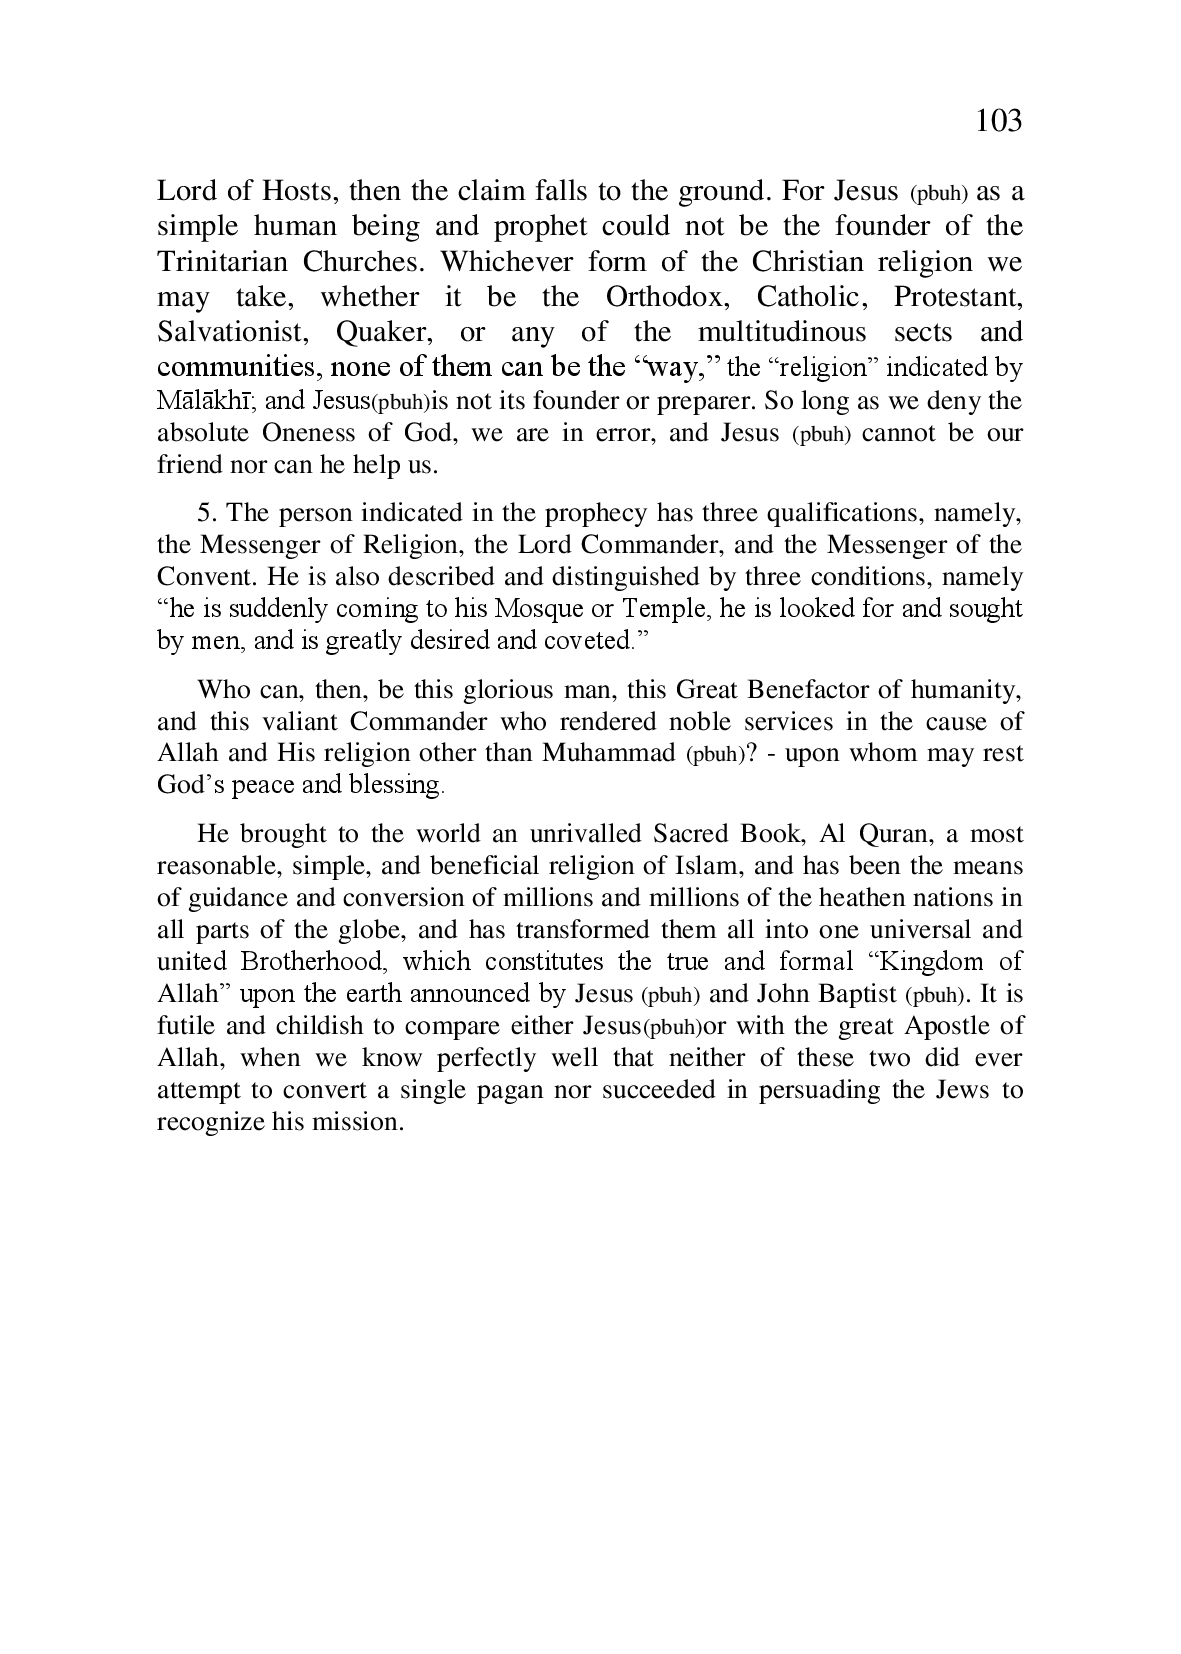 103
Lord of Hosts, then the claim falls to the ground. For Jesus (pbuh) as a
simple human being and prophet could not be the founder of the
Trinitarian Churches. Whichever form of the Christian religion we
may take, whether it be the Orthodox, Catholic, Protestant,
Salvationist, Quaker, or any of the multitudinous sects and
communities, none of them can be the “way,” the “religion” indicated by
Mālākhī; and Jesus(pbuh)is not its founder or preparer. So long as we deny the
absolute Oneness of God, we are in error, and Jesus (pbuh) cannot be our
friend nor can he help us.
5. The person indicated in the prophecy has three qualifications, namely,
the Messenger of Religion, the Lord Commander, and the Messenger of the
Convent. He is also described and distinguished by three conditions, namely
“he is suddenly coming to his Mosque or Temple, he is looked for and sought
by men, and is greatly desired and coveted.”
Who can, then, be this glorious man, this Great Benefactor of humanity,
and this valiant Commander who rendered noble services in the cause of
Allah and His religion other than Muhammad (pbuh)? - upon whom may rest
God’s peace and blessing.
He brought to the world an unrivalled Sacred Book, Al Quran, a most
reasonable, simple, and beneficial religion of Islam, and has been the means
of guidance and conversion of millions and millions of the heathen nations in
all parts of the globe, and has transformed them all into one universal and
united Brotherhood, which constitutes the true and formal “Kingdom of
Allah” upon the earth announced by Jesus (pbuh) and John Baptist (pbuh). It is
futile and childish to compare either Jesus(pbuh)or with the great Apostle of
Allah, when we know perfectly well that neither of these two did ever
attempt to convert a single pagan nor succeeded in persuading the Jews to
recognize his mission.